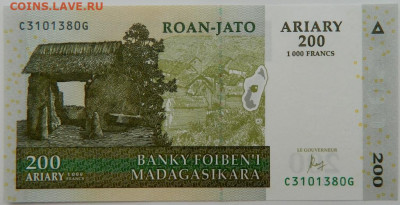 COINS.LAVE.RU
C3101380G
ROAN-JATO
ARIARY
200
1 000 FRANCS
LE GOUVERNEUR
200
ARIARY
BANKY FOIBEN'I
MADAGASIKARA
C3101380G
200